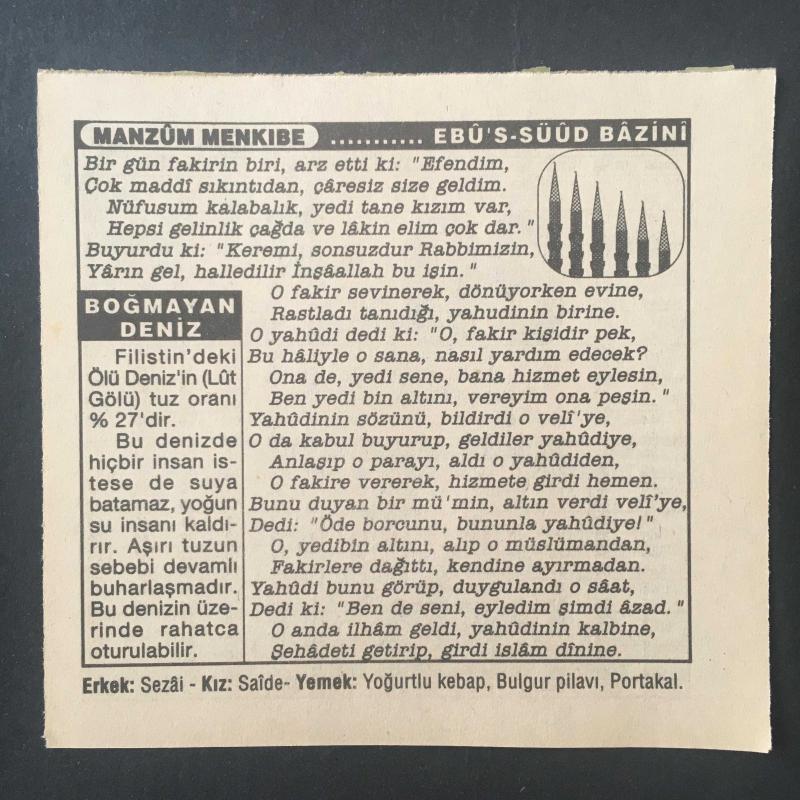 MANZÛM MENKIBE ........... EBÛ'S-SÜÛD BÂZİNÎ
Bir gün fakirin biri, arz etti ki: "Efendim,
Çok maddî sıkıntıdan, çâresiz size geldim.
Nüfusum kalabalık, yedi tane kızım var,
Hepsi gelinlik çağda ve lâkin elim çok dar."
Buyurdu ki: "Keremi, sonsuzdur Rabbimizin,
Yârın gel, halledilir İnşâallah bu işin."
O fakir sevinerek, dönüyorken evine,
Rastladı tanıdığı, yahudinin birine.
O yahûdi dedi ki: "O, fakir kişidir pek,
Bu hâliyle o sana, nasıl yardım edecek?
Ona de, yedi sene, bana hizmet eylesin,
Ben yedi bin altını, vereyim ona peşin."
Yahûdinin sözünü, bildirdi o velî'ye,
O da kabul buyurup, geldiler yahûdiye,
Anlaşıp o parayı, aldı o yahûdiden,
O fakire vererek, hizmete girdi hemen.
Bunu duyan bir mü'min, altın verdi velî'ye,
Dedi: "Öde borcunu, bununla yahûdiye!"
O, yedibin altını, alıp o müslümandan,
Fakirlere dağıttı, kendine ayırmadan.
Yahûdi bunu görüp, duygulandı o sâat,
Dedi ki: "Ben de seni, eyledim şimdi âzad."
O anda ilhâm geldi, yahûdinin kalbine,
Şehâdeti getirip, girdi islâm dînine.
BOĞMAYAN
DENİZ
Filistin'deki
Ölü Deniz'in (Lût
Gölü) tuz oranı
% 27'dir.
Bu denizde
hiçbir insan is-
tese de suya
batamaz, yoğun
su insanı kaldı-
rır. Aşırı tuzun
sebebi devamlı
buharlaşmadır.
Bu denizin üze-
rinde rahatca
oturulabilir.
Erkek: Sezâi - Kız: Saîde- Yemek: Yoğurtlu kebap, Bulgur pilavı, Portakal.